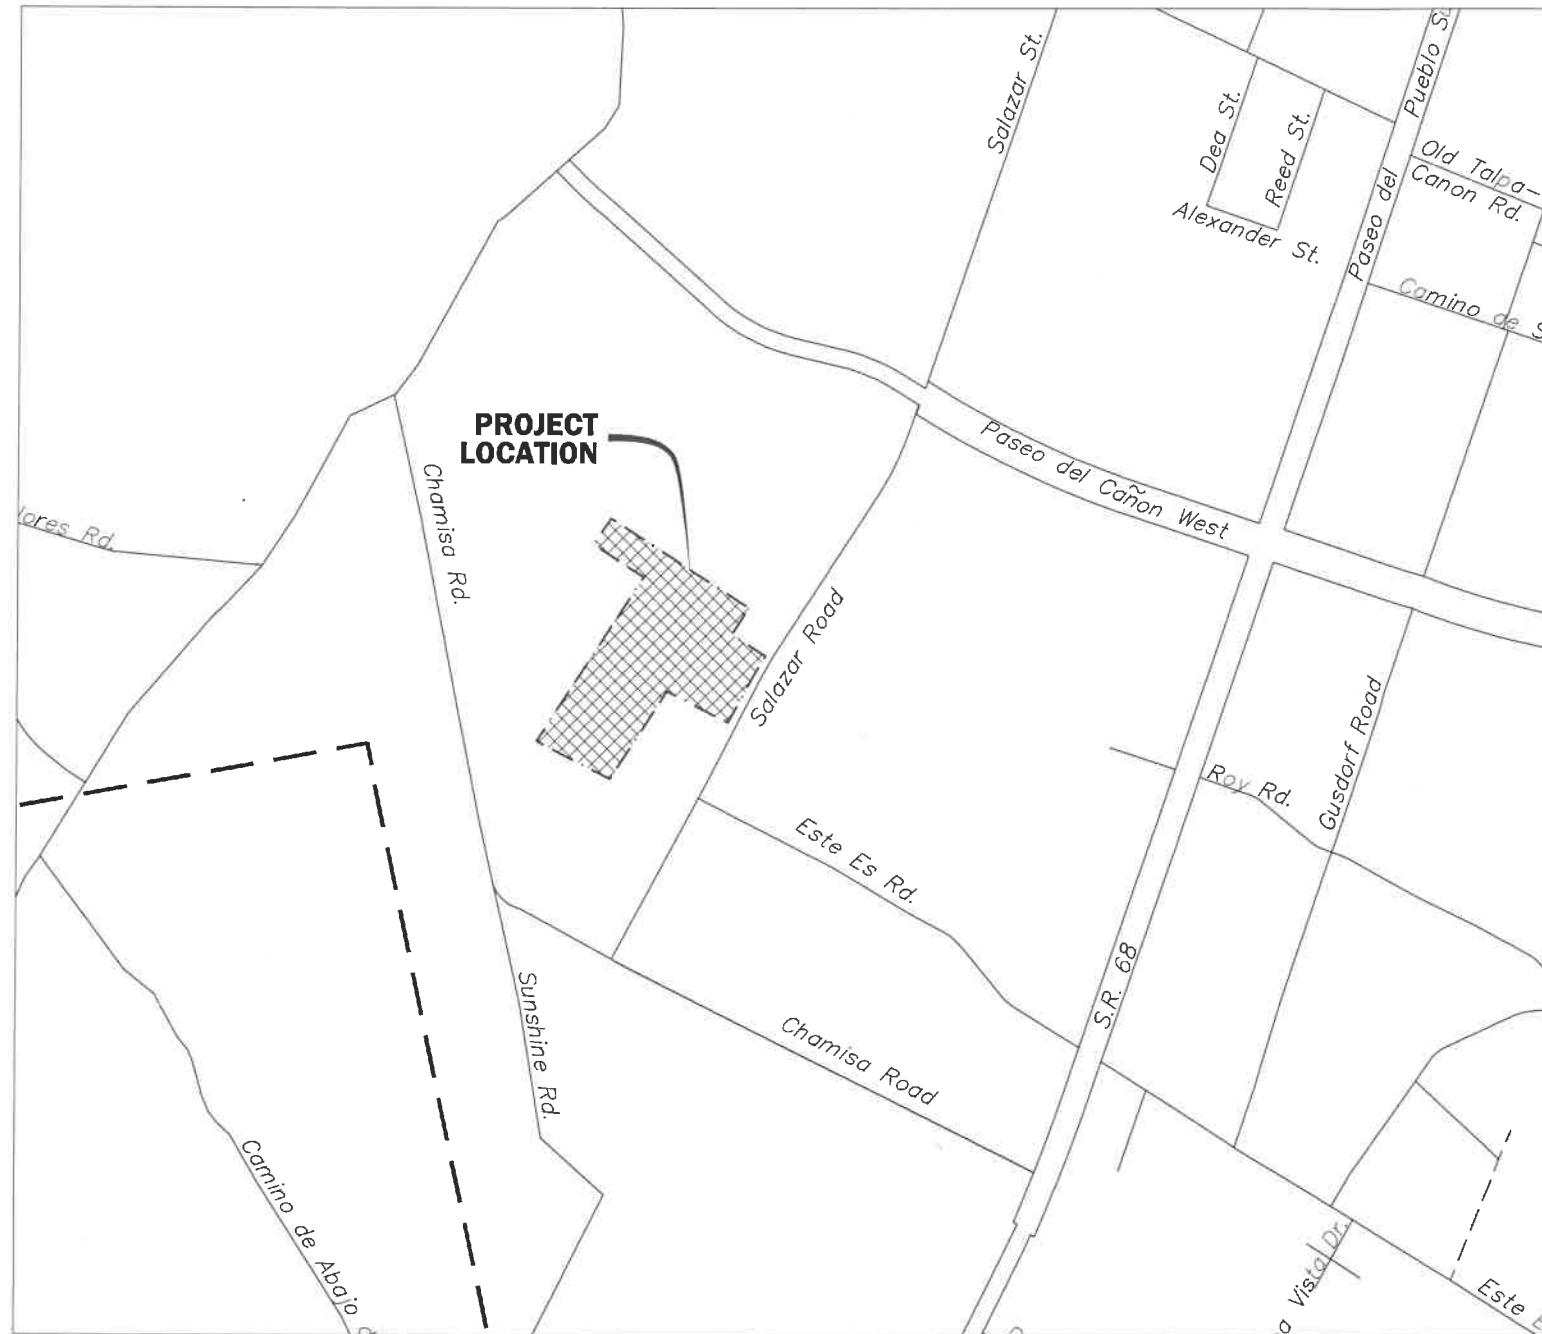 Salazar St.
Dea St.
Reed St.
Alexander St.
Pueblo
Paseo del
Old Talpa-
Canon Rd.
Camino de
PROJECT
LOCATION
Paseo del Cañon West
Chamisa Rd.
Rd.
Salazar Road
Gusdorf Road
Roy Rd.
Este Es Rd.
S.R. 68
Sunshine Rd.
Chamisa Road
Camino de Abajo
Vista Dr.
Este